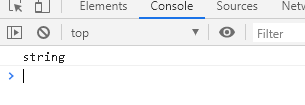 Elements Console Sources Netw
top Filter
string